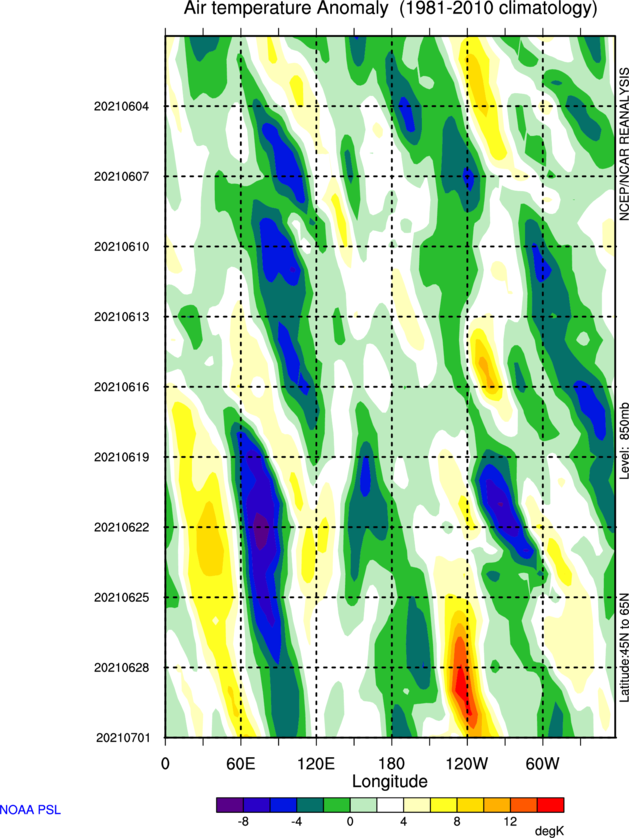 Air temperature Anomaly (1981-2010 climatology)
20210604
20210607
20210610
20210613
20210616
20210619
20210622
20210625
20210628
20210701
0 60E 120E 180 120W 60W
Longitude
NCEP/NCAR REANALYSIS
Level: 850mb
Latitude:45N to 65N
NOAA PSL
-8 -4 0 4 8 12
degK